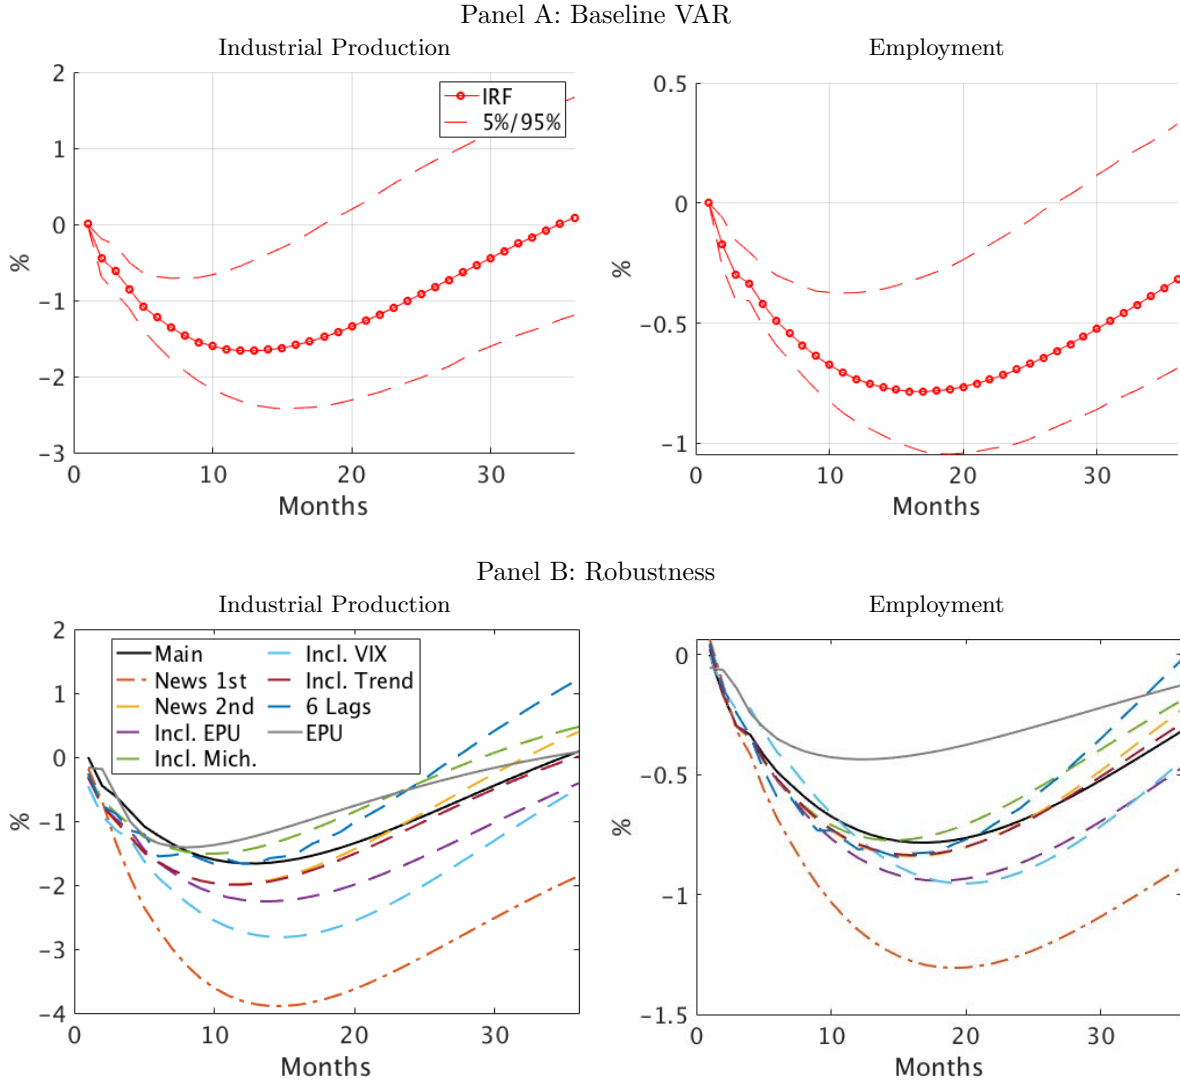 Panel A: Baseline VAR
Industrial Production
2
1
0
−1
−2
−3
%
0 10 20 30
Months
IRF
5%/95%
Employment
0.5
0
−0.5
−1
%
0 10 20 30
Months
Panel B: Robustness
Industrial Production
2
1
0
−1
−2
−3
−4
%
0 10 20 30
Months
Main
News 1st
News 2nd
Incl. EPU
Incl. Mich.
Incl. VIX
Incl. Trend
6 Lags
EPU
Employment
0
−0.5
−1
−1.5
%
0 10 20 30
Months